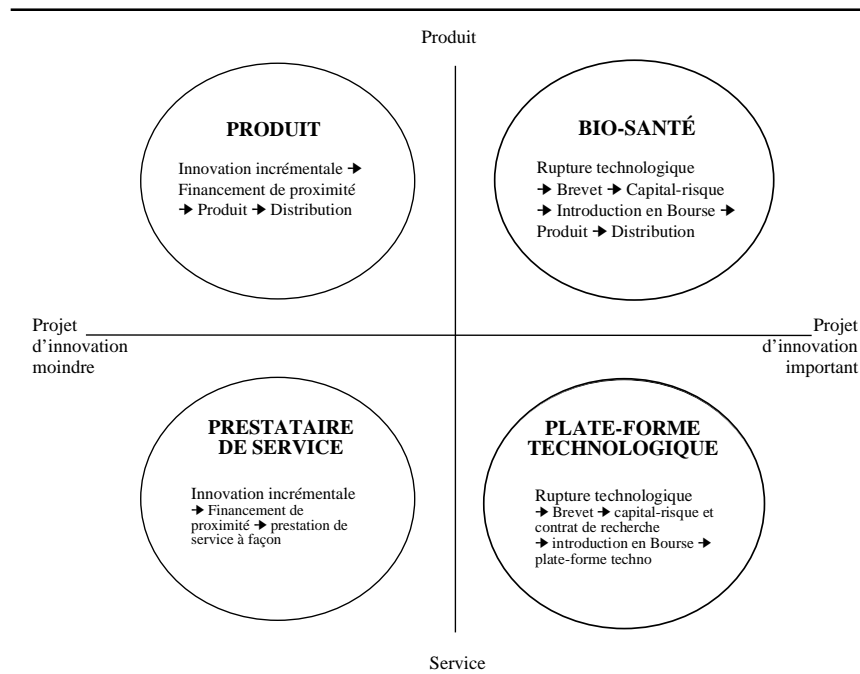 Produit
PRODUIT
Innovation incrémentale ➔
Financement de proximité
➔ Produit ➔ Distribution
BIO-SANTÉ
Rupture technologique
➔ Brevet ➔ Capital-risque
➔ Introduction en Bourse ➔
Produit ➔ Distribution
Projet
d’innovation
moindre
Projet
d’innovation
important
PRESTATAIRE
DE SERVICE
Innovation incrémentale
➔ Financement de
proximité ➔ prestation de
service à façon
PLATE-FORME
TECHNOLOGIQUE
Rupture technologique
➔ Brevet ➔ capital-risque et
contrat de recherche
➔ introduction en Bourse ➔
plate-forme techno
Service